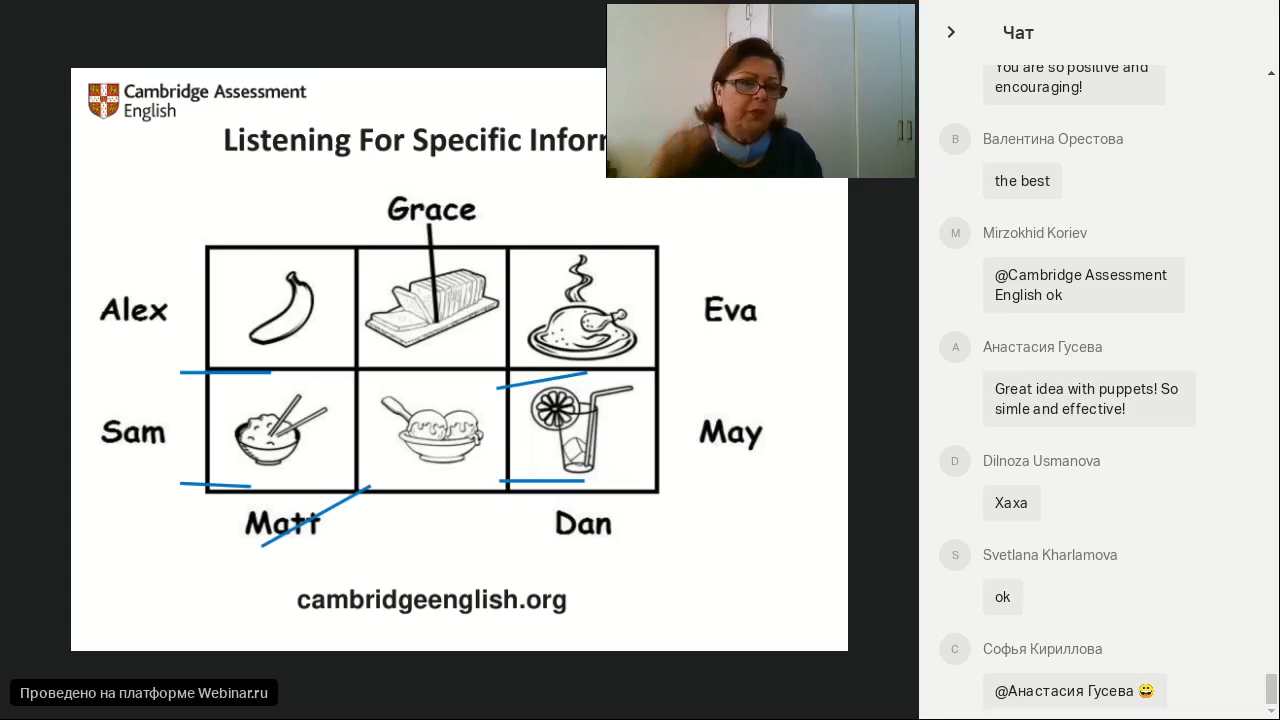 Cambridge Assessment
English
Listening For Specific Infor
Grace
Alex
Eva
Sam
May
Matt
Dan
cambridgeenglish.org
Проведено на платформе Webinar.ru
Чат
You are so positive and
encouraging!
В
Валентина Орестова
the best
M
Mirzokhid Koriev
@Cambridge Assessment
English ok
А
Анастасия Гусева
Great idea with puppets! So
simle and effective!
D
Dilnoza Usmanova
Хаха
S
Svetlana Kharlamova
ok
С
Софья Кириллова
@Анастасия Гусева 😀